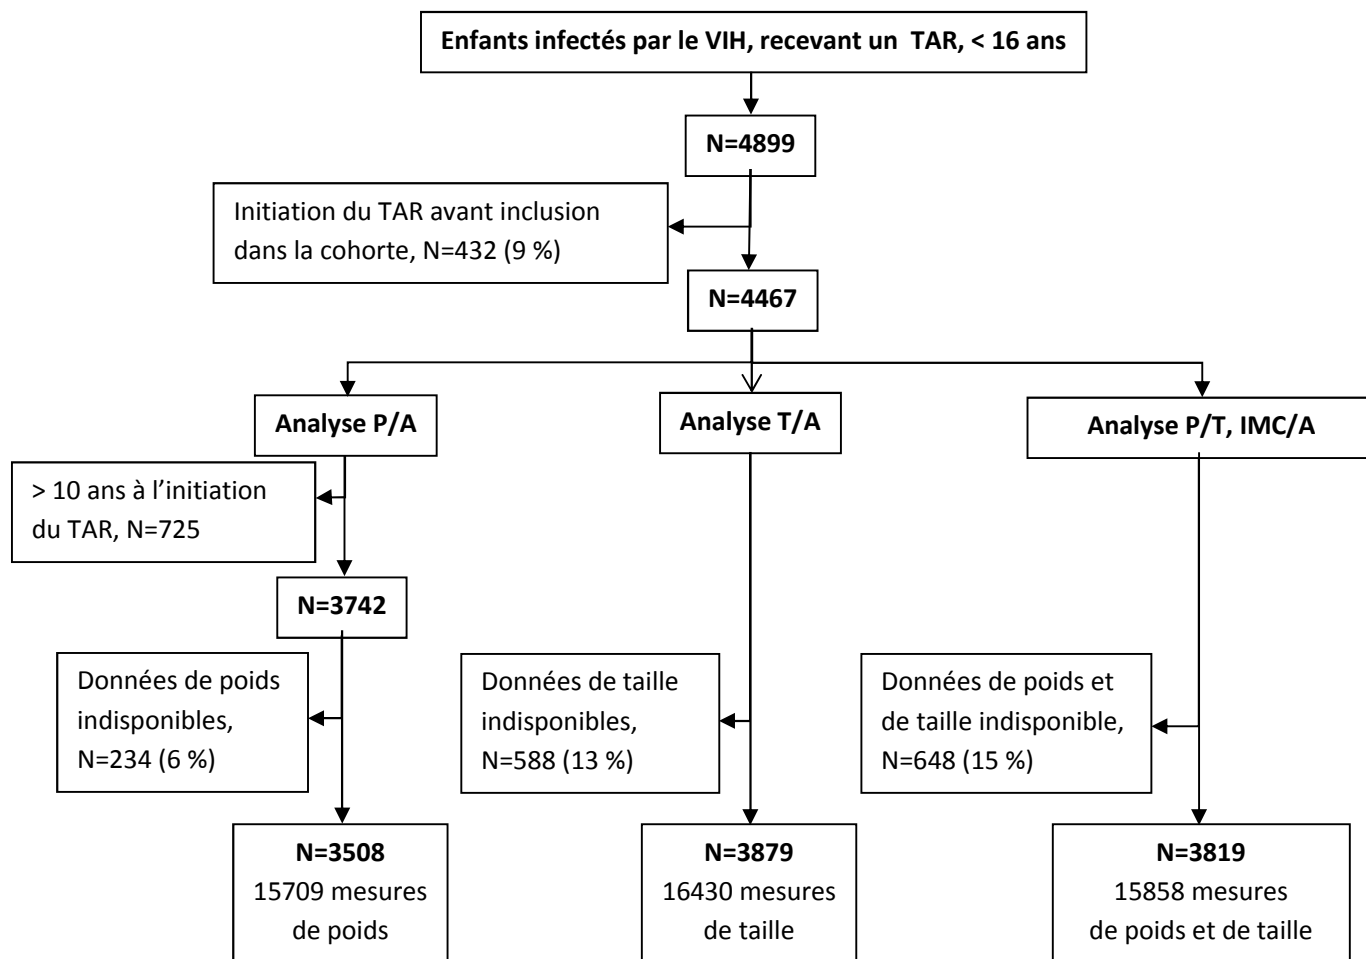 Enfants infectés par le VIH, recevant un TAR, < 16 ans
N=4899
Initiation du TAR avant inclusion
dans la cohorte, N=432 (9 %)
N=4467
Analyse P/A
Analyse T/A
Analyse P/T, IMC/A
> 10 ans à l’initiation
du TAR, N=725
N=3742
Données de poids
indisponibles,
N=234 (6 %)
Données de taille
indisponibles,
N=588 (13 %)
Données de poids et
de taille indisponible,
N=648 (15 %)
N=3508
15709 mesures
de poids
N=3879
16430 mesures
de taille
N=3819
15858 mesures
de poids et de taille